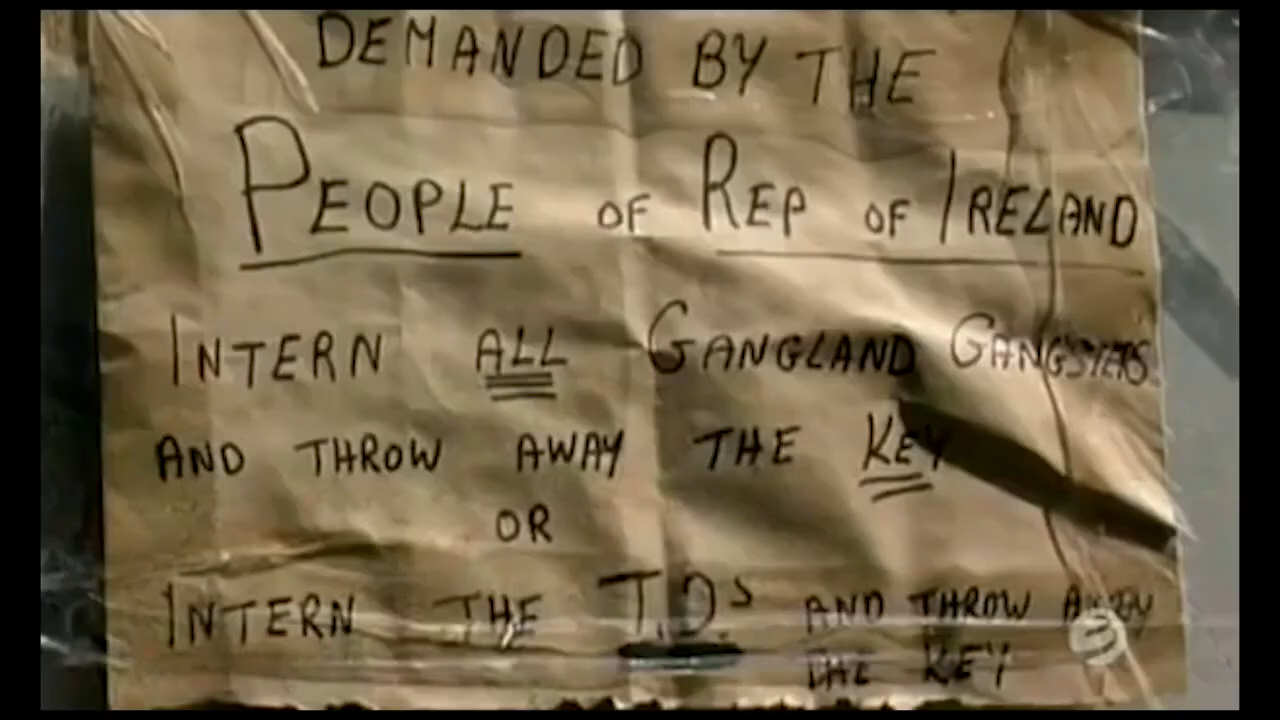 DEMANDED BY THE
PEOPLE OF REP OF IRELAND
INTERN ALL GANGLAND GANGSTERS
AND THROW AWAY THE KEY
OR
INTERN THE T.D.s AND THROW AWAY
THE KEY
3